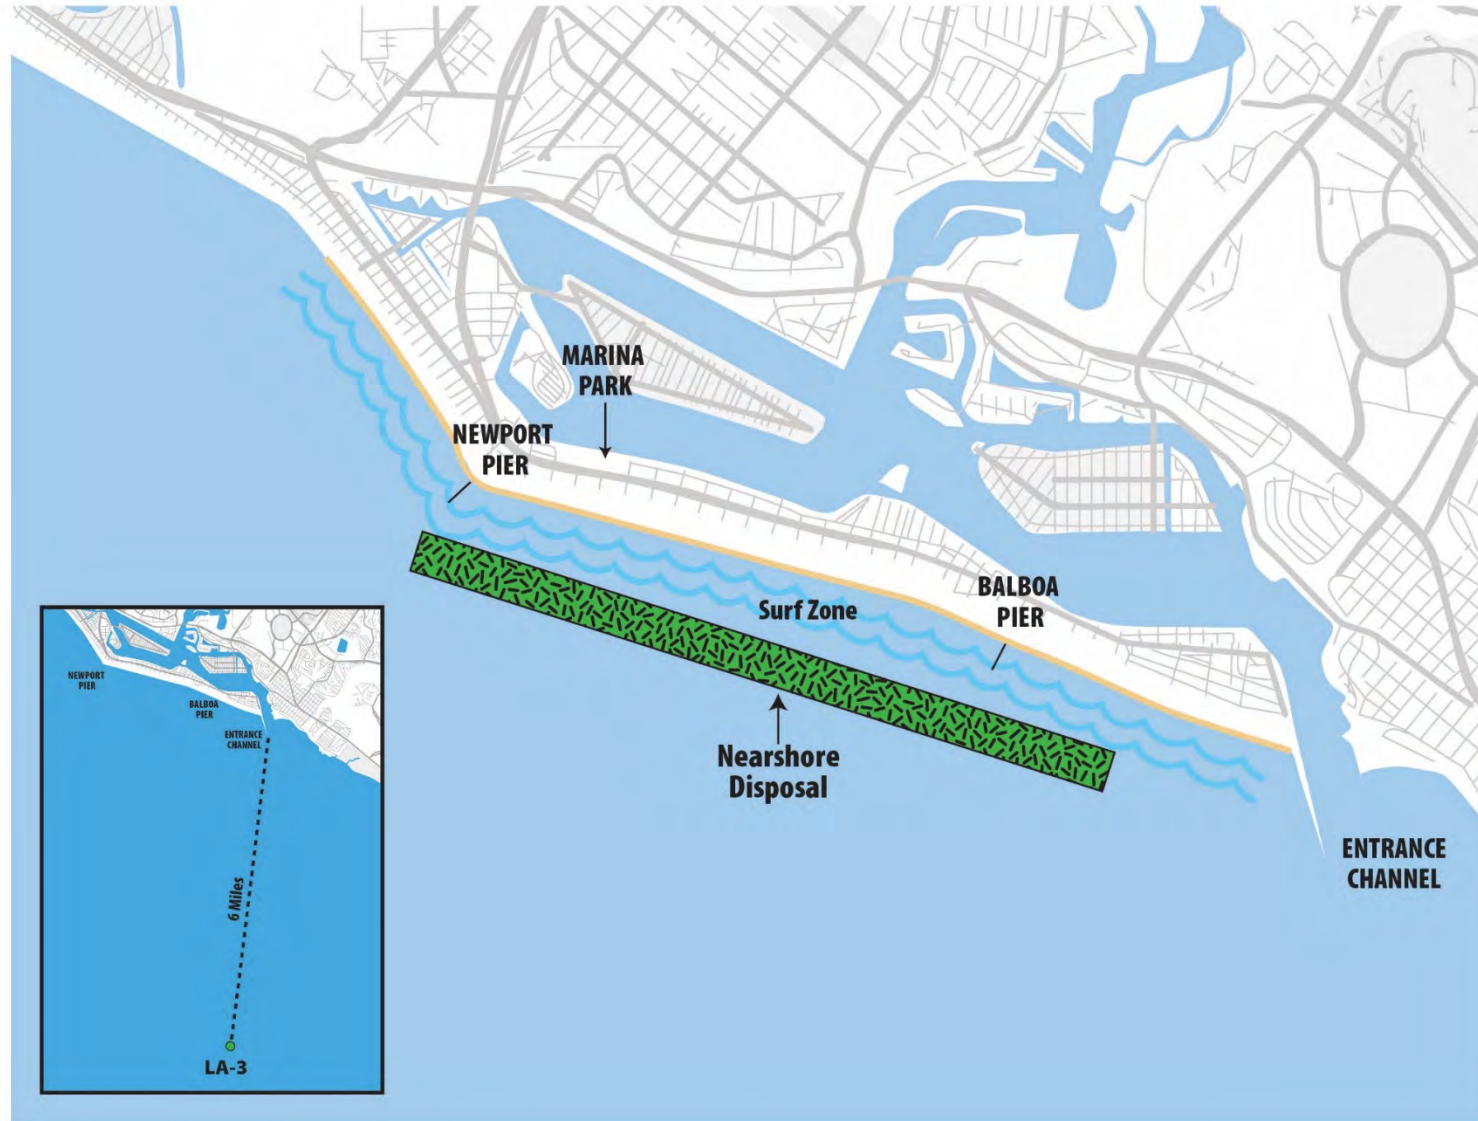 MARINA
PARK
NEWPORT
PIER
BALBOA
PIER
Surf Zone
Nearshore
Disposal
ENTRANCE
CHANNEL
NEWPORT
PIER
BALBOA
PIER
ENTRANCE
CHANNEL
6 Miles
LA-3